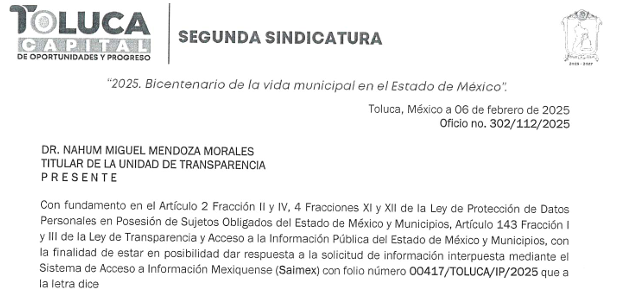 TOLUCA
CAPITAL
DE OPORTUNIDADES Y PROGRESO
SEGUNDA SINDICATURA
"2025. Bicentenario de la vida municipal en el Estado de México".
Toluca, México a 06 de febrero de 2025
Oficio no. 302/112/2025
DR. NAHUM MIGUEL MENDOZA MORALES
TITULAR DE LA UNIDAD DE TRANSPARENCIA
P R E S E N T E
Con fundamento en el Artículo 2 Fracción II y IV, 4 Fracciones XI y XII de la Ley de Protección de Datos
Personales en Posesión de Sujetos Obligados del Estado de México y Municipios, Artículo 143 Fracción I
y III de la Ley de Transparencia y Acceso a la Información Pública del Estado de México y Municipios, con
la finalidad de estar en posibilidad dar respuesta a la solicitud de información interpuesta mediante el
Sistema de Acceso a Información Mexiquense (Saimex) con folio número 00417/TOLUCA/IP/2025 que a
la letra dice